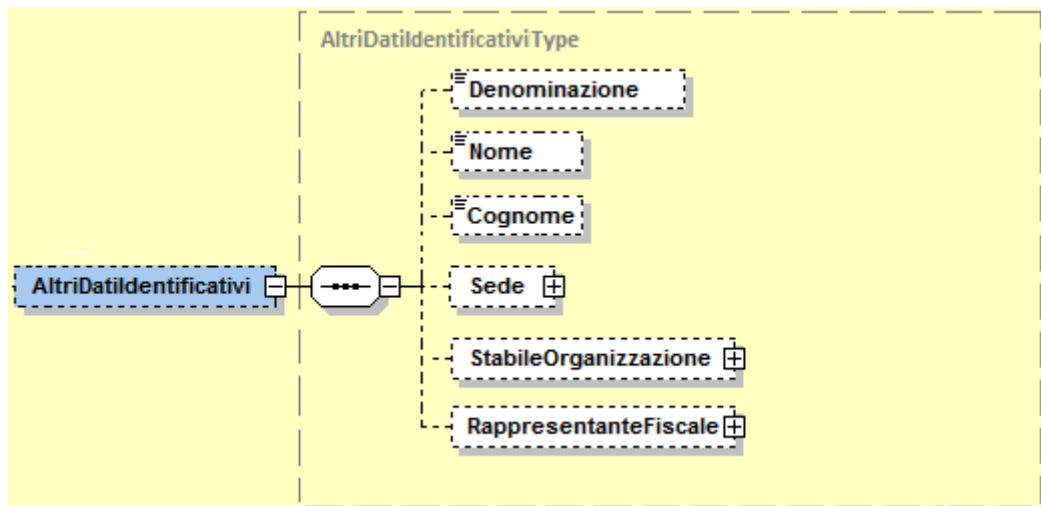 AltriDatiIdentificativiType
Denominazione
Nome
Cognome
AltriDatiIdentificativi
Sede
StabileOrganizzazione
RappresentanteFiscale